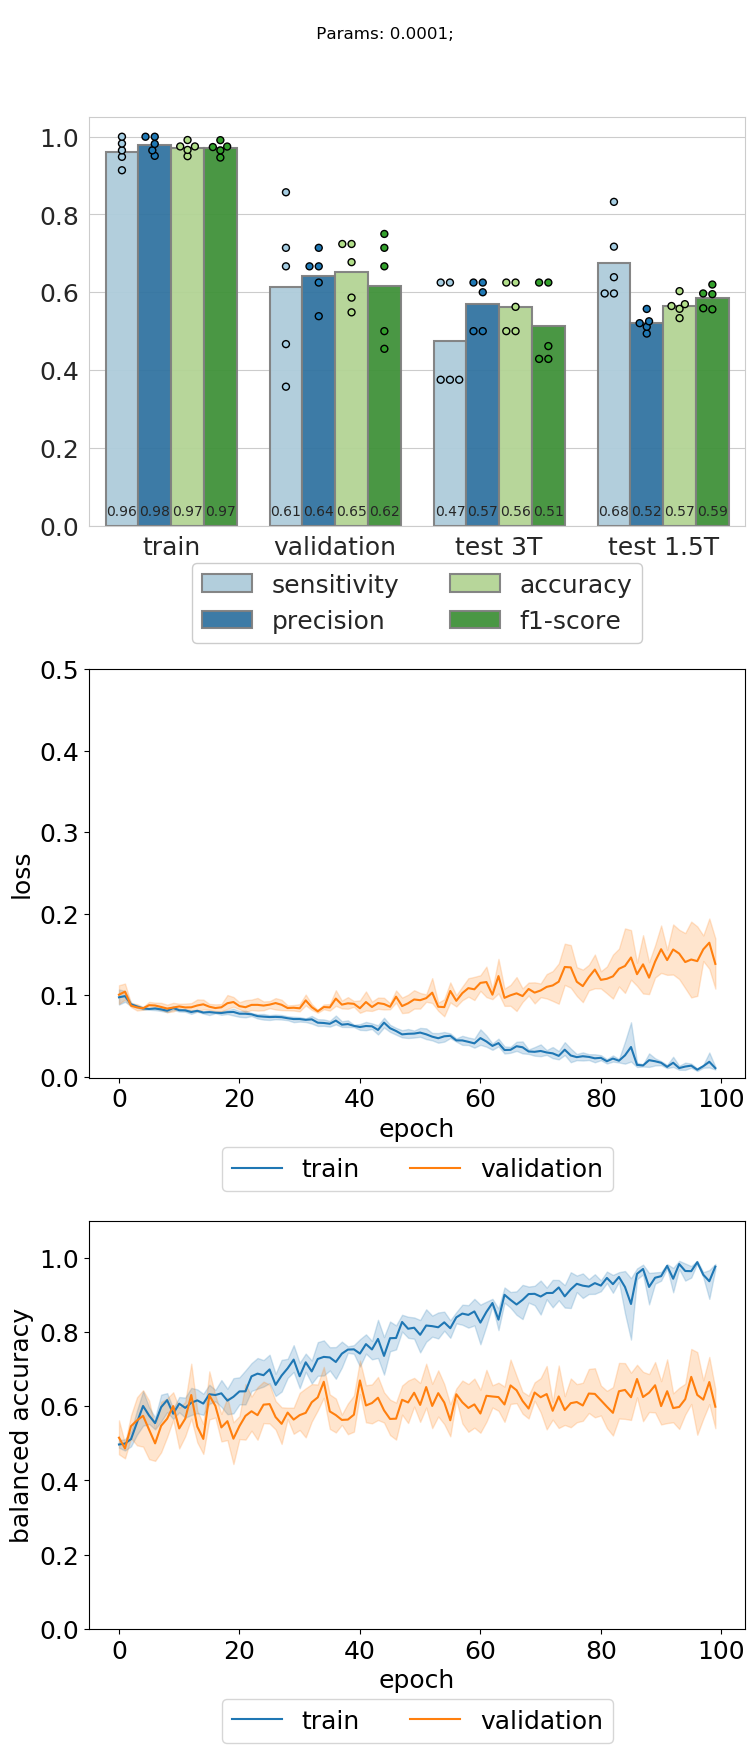 Params: 0.0001;
1.0
0.8
0.6
0.4
0.2
0.0
0.96 0.98 0.97 0.97 0.61 0.64 0.65 0.62 0.47 0.57 0.56 0.51 0.68 0.52 0.57 0.59
train validation test 3T test 1.5T
sensitivity accuracy
precision f1-score
0.5
0.4
0.3
0.2
0.1
0.0
loss
0 20 40 60 80 100
epoch
train validation
1.0
0.8
0.6
0.4
0.2
0.0
balanced accuracy
0 20 40 60 80 100
epoch
train validation